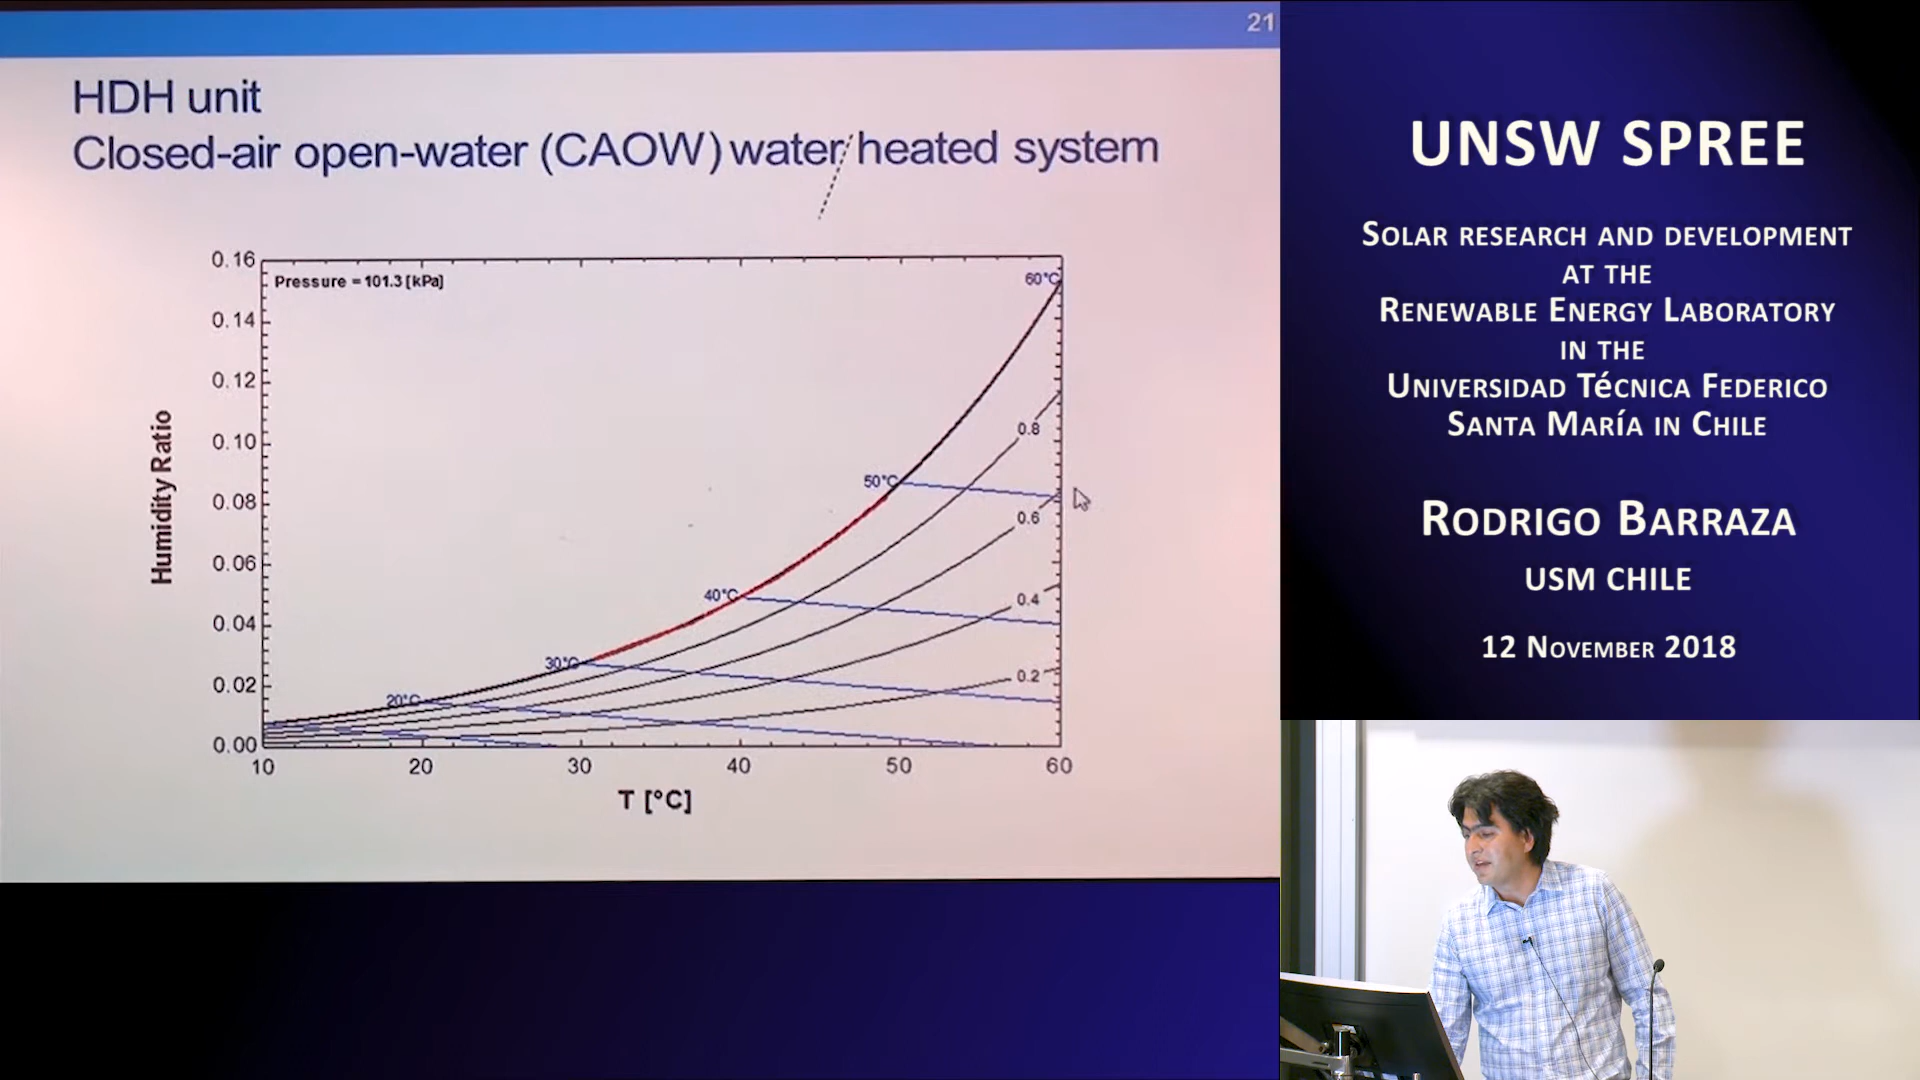 21
HDH unit
Closed-air open-water (CAOW) water heated system
Pressure = 101.3 [kPa]
0.16
0.14
0.12
0.10
0.08
0.06
0.04
0.02
0.00
Humidity Ratio
60°C
50°C
40°C
30°C
20°C
0.8
0.6
0.4
0.2
10 20 30 40 50 60
T [°C]
UNSW SPREE
SOLAR RESEARCH AND DEVELOPMENT
AT THE
RENEWABLE ENERGY LABORATORY
IN THE
UNIVERSIDAD TéCNICA FEDERICO
SANTA MARíA IN CHILE
RODRIGO BARRAZA
USM CHILE
12 NOVEMBER 2018